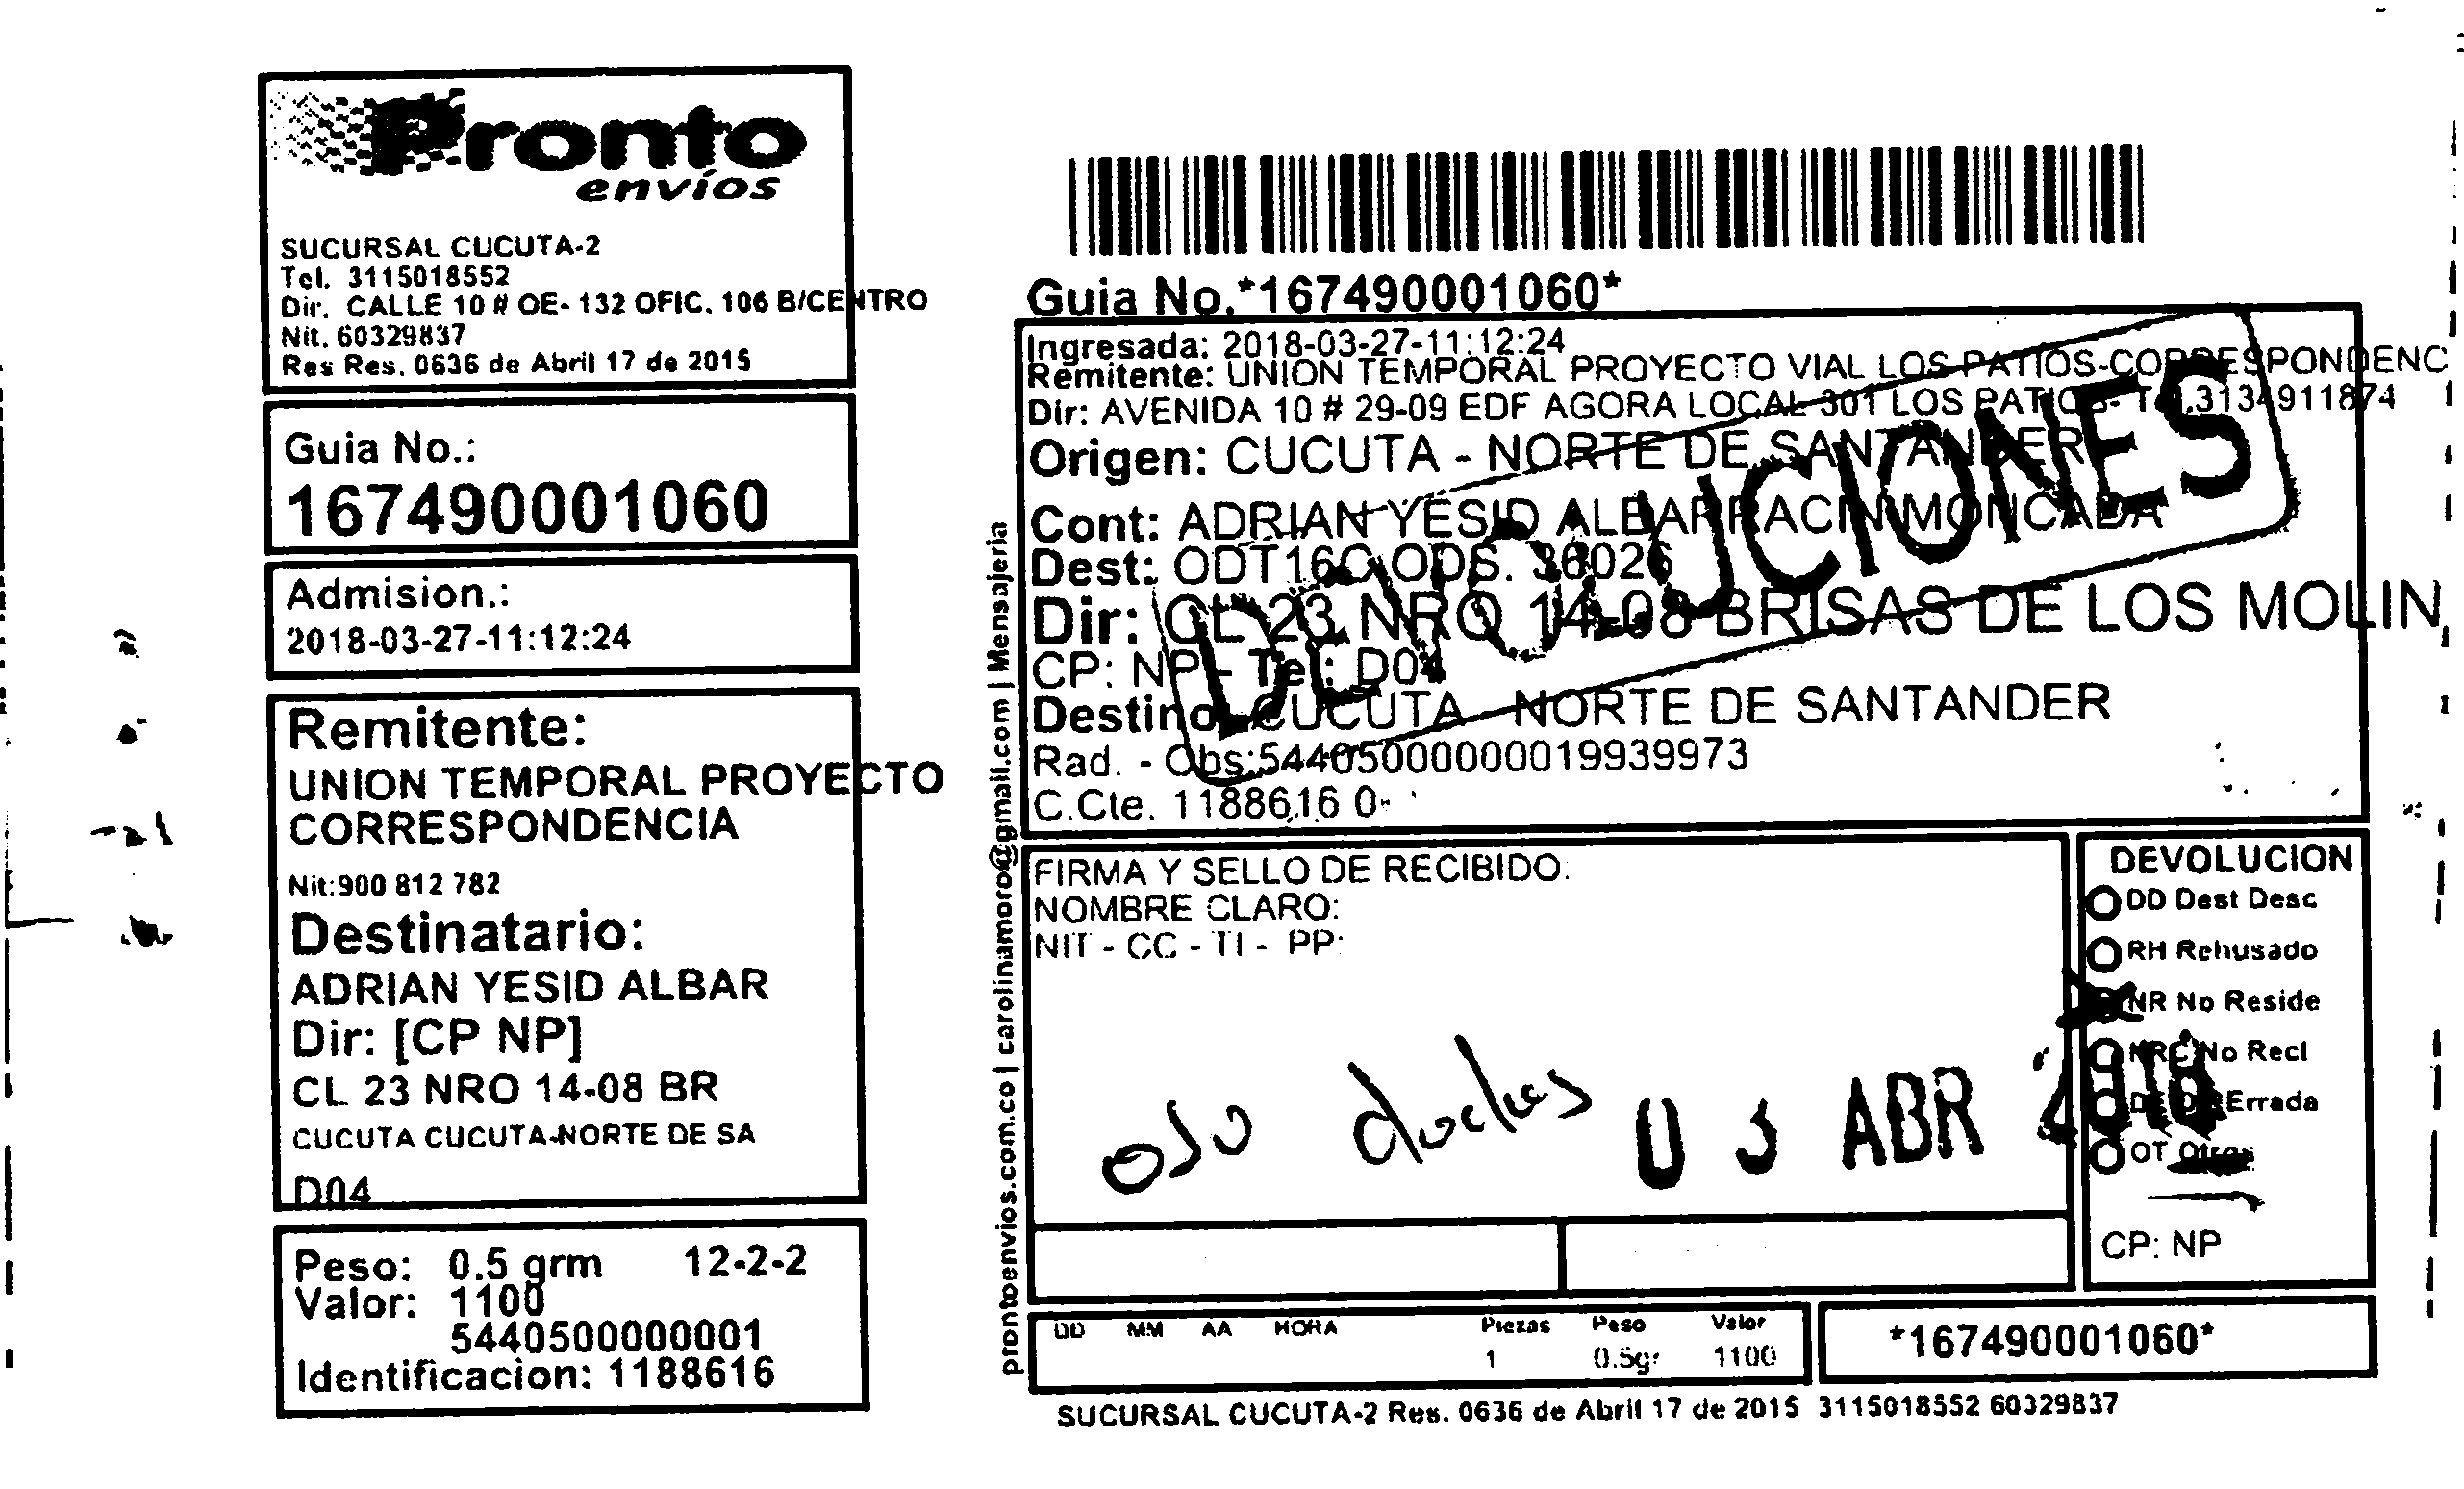 Pronto
envíos
SUCURSAL CUCUTA-2
Tel. 3115018552
Dir. CALLE 10 # OE- 132 OFIC. 106 B/CENTRO
Nit. 60329837
Res Res. 0636 de Abril 17 de 2015
Guia No.:
167490001060
Admision.:
2018-03-27-11:12:24
Remitente:
UNION TEMPORAL PROYECTO
CORRESPONDENCIA
Nit:900 812 782
Destinatario:
ADRIAN YESID ALBAR
Dir: [CP NP]
CL 23 NRO 14-08 BR
CUCUTA CUCUTA-NORTE DE SA
D04
Peso: 0.5 grm 12-2-2
Valor: 1100
5440500000001
Identificacion: 1188616
prontoenvios.com.co | carolinamoro@gmail.com | Mensajeria
Guia No.*167490001060*
Ingresada: 2018-03-27-11:12:24
Remitente: UNION TEMPORAL PROYECTO VIAL LOS PATIOS-CORRESPONDENC
Dir: AVENIDA 10 # 29-09 EDF AGORA LOCAL 301 LOS PATIOS- Tel.3134911874
Origen: CUCUTA - NORTE DE SANTANDER
Cont: ADRIAN YESID ALBARRACIN MONCADA
Dest: ODT16C ODS. 36026
Dir: CL 23 NRO 14-08 BRISAS DE LOS MOLIN
CP: NP - Tel: D04
Destino: CUCUTA - NORTE DE SANTANDER
Rad. - Obs:544050000000019939973
C.Cte. 1188616 0-
DEVOLUCIONES
FIRMA Y SELLO DE RECIBIDO:
NOMBRE CLARO:
NIT - CC - TI - PP:
03 ABR 2018
DEVOLUCION
DD Dest Desc
RH Rehusado
NR No Reside
NRC No Recl
DE Errada
OT Otros
CP: NP
DD MM AA HORA Piezas Peso Valor
1 0.5gr 1100
*167490001060*
SUCURSAL CUCUTA-2 Res. 0636 de Abril 17 de 2015 3115018552 60329837